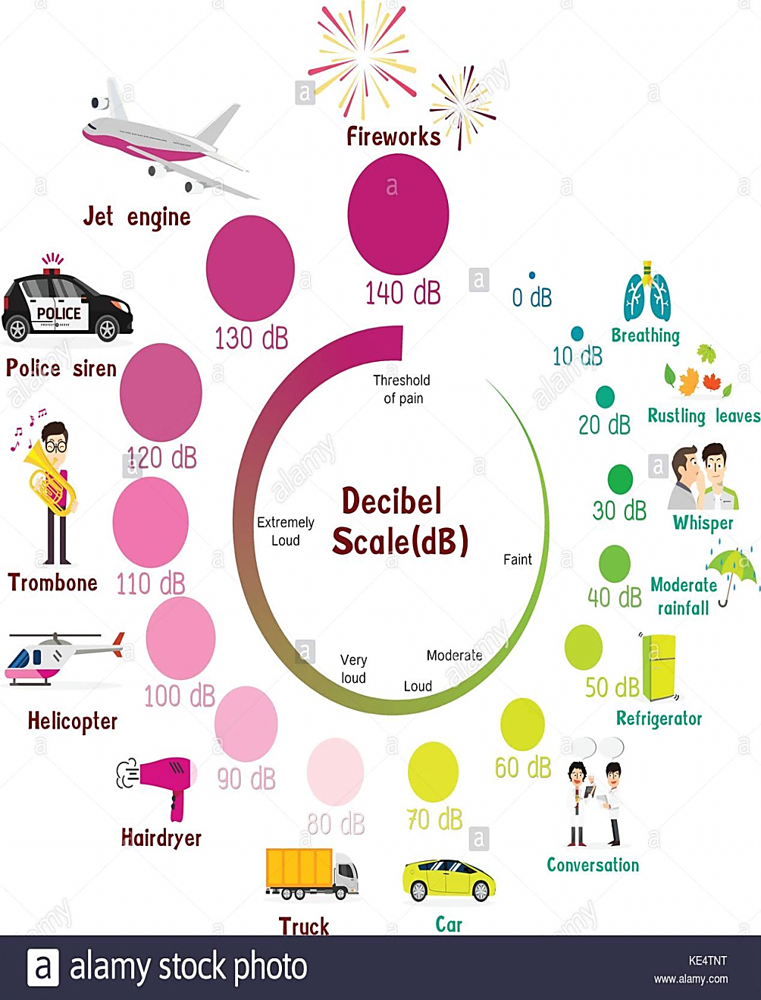 Fireworks
Jet engine
140 dB
0 dB
130 dB
POLICE
PROTECT & SERVE
Breathing
10 dB
Police siren
Threshold
of pain
20 dB
Rustling leaves
120 dB
Decibel
Scale(dB)
30 dB
Whisper
Extremely
Loud
Faint
Trombone
110 dB
40 dB
Moderate
rainfall
Very
loud
Moderate
Loud
100 dB
50 dB
Helicopter
Refrigerator
90 dB
60 dB
80 dB
70 dB
Hairdryer
Conversation
Truck
Car
a alamy stock photo
KE4TNT
www.alamy.com
a
alamy